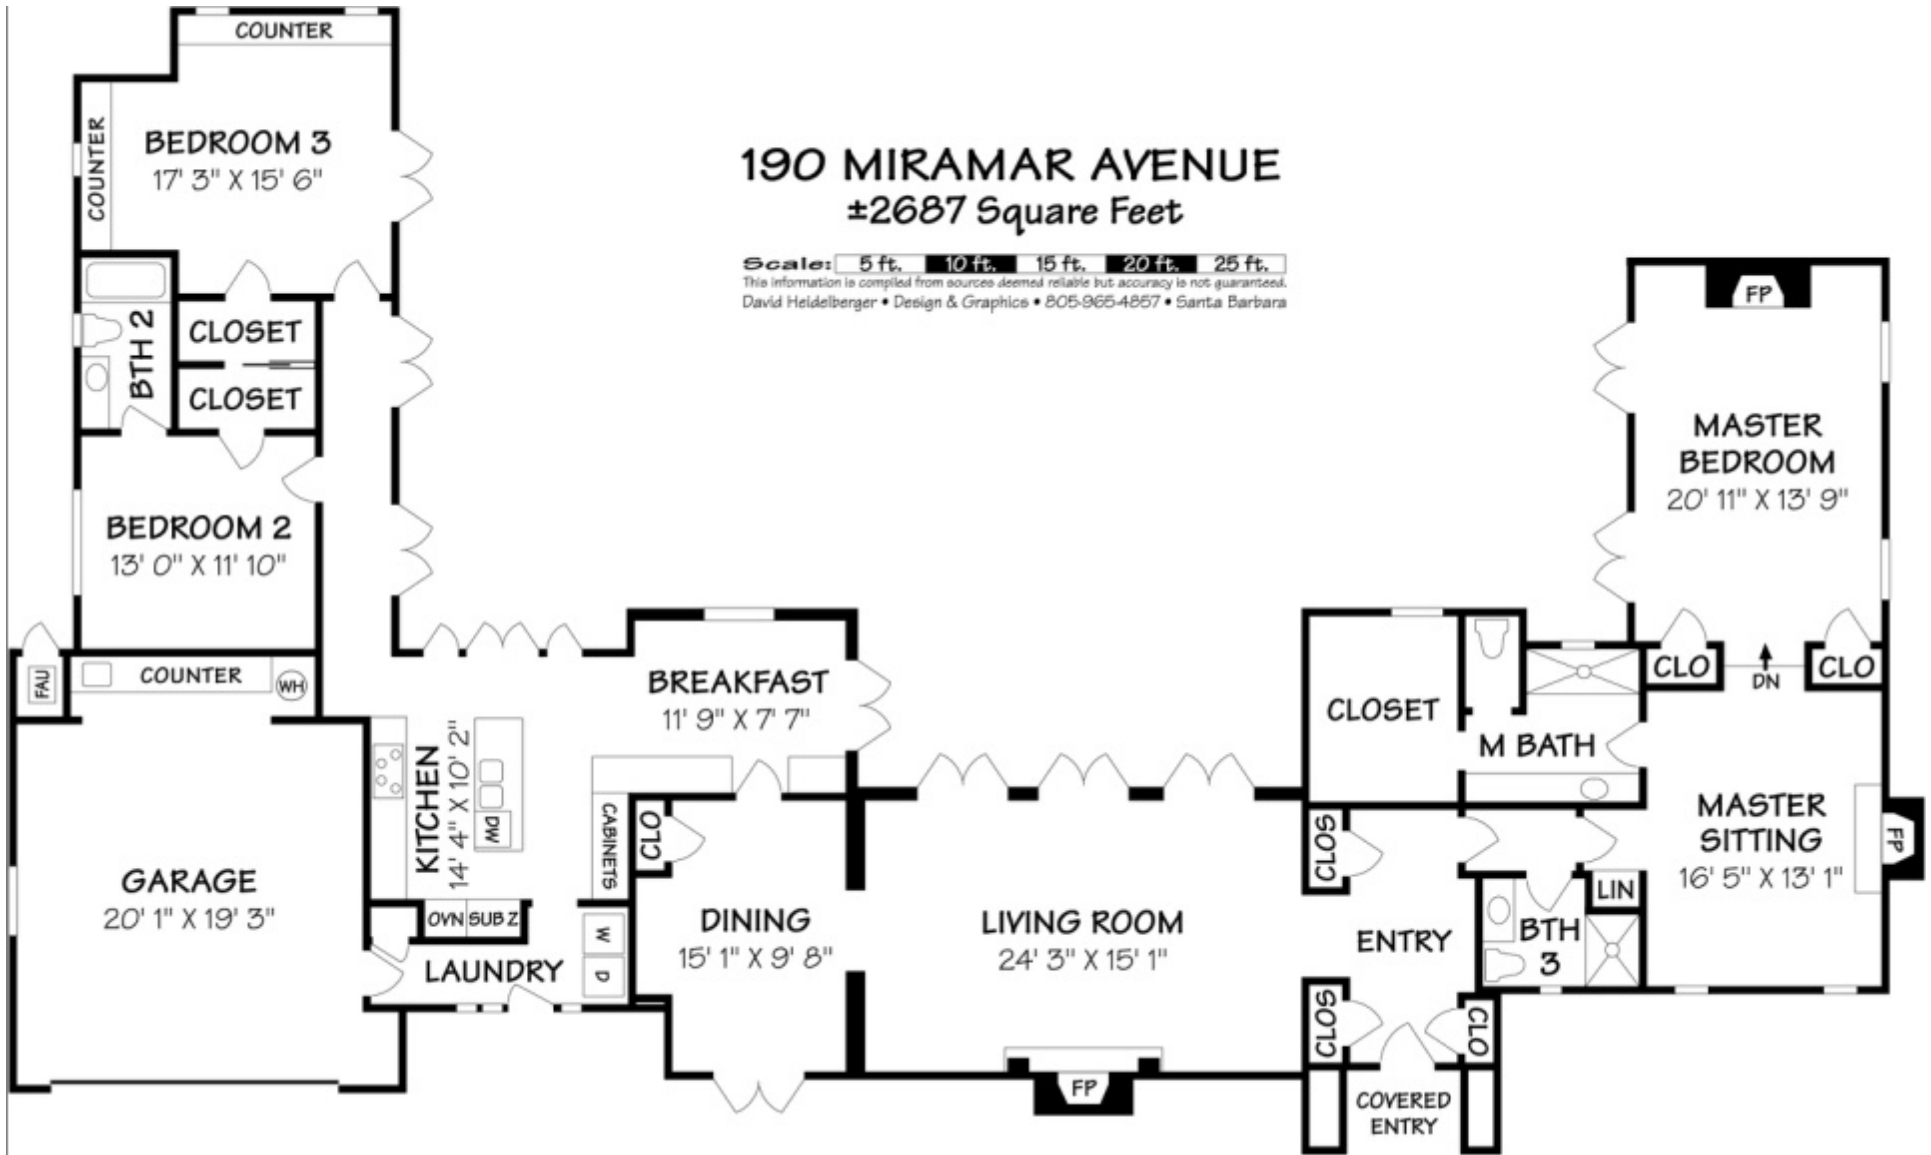 COUNTER
COUNTER
BEDROOM 3
17' 3" X 15' 6"
190 MIRAMAR AVENUE
±2687 Square Feet
Scale: 5 ft. 10 ft. 15 ft. 20 ft. 25 ft.
This information is compiled from sources deemed reliable but accuracy is not guaranteed.
David Heidelberger • Design & Graphics • 805-965-4857 • Santa Barbara
BTH 2
CLOSET
CLOSET
BEDROOM 2
13' 0" X 11' 10"
FP
MASTER
BEDROOM
20' 11" X 13' 9"
CLO
DN
CLO
FAU
COUNTER
WH
BREAKFAST
11' 9" X 7' 7"
KITCHEN
14' 4" X 10' 2"
DW
CABINETS
CLO
OVN
SUB Z
W
D
LAUNDRY
GARAGE
20' 1" X 19' 3"
DINING
15' 1" X 9' 8"
LIVING ROOM
24' 3" X 15' 1"
FP
CLOSET
M BATH
CLOS
ENTRY
CLOS
CLO
COVERED
ENTRY
LIN
BTH
3
MASTER
SITTING
16' 5" X 13' 1"
FP